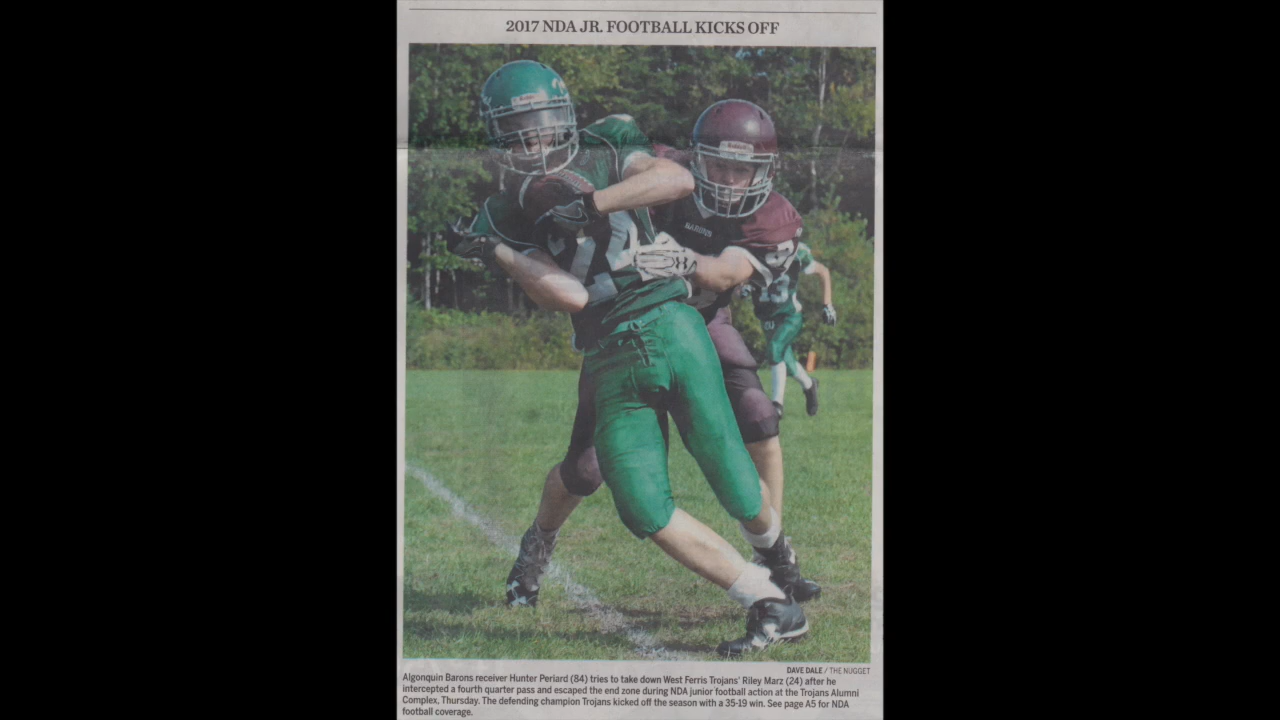 2017 NDA JR. FOOTBALL KICKS OFF
BARONS
24
13
DAVE DALE / THE NUGGET
Algonquin Barons receiver Hunter Periard (84) tries to take down West Ferris Trojans' Riley Marz (24) after he
intercepted a fourth quarter pass and escaped the end zone during NDA junior football action at the Trojans Alumni
Complex, Thursday. The defending champion Trojans kicked off the season with a 35-19 win. See page A5 for NDA
football coverage.